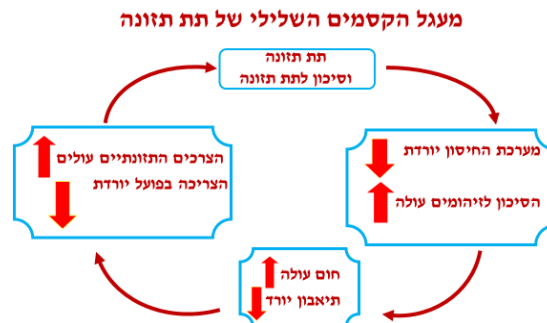 מעגל הקסמים השלילי של תת תזונה
תת תזונה
וסיכון לתת תזונה
מערכת החיסון יורדת
הסיכון לזיהומים עולה
חום עולה
תיאבון יורד
הצרכים התזונתיים עולים
הצריכה בפועל יורדת